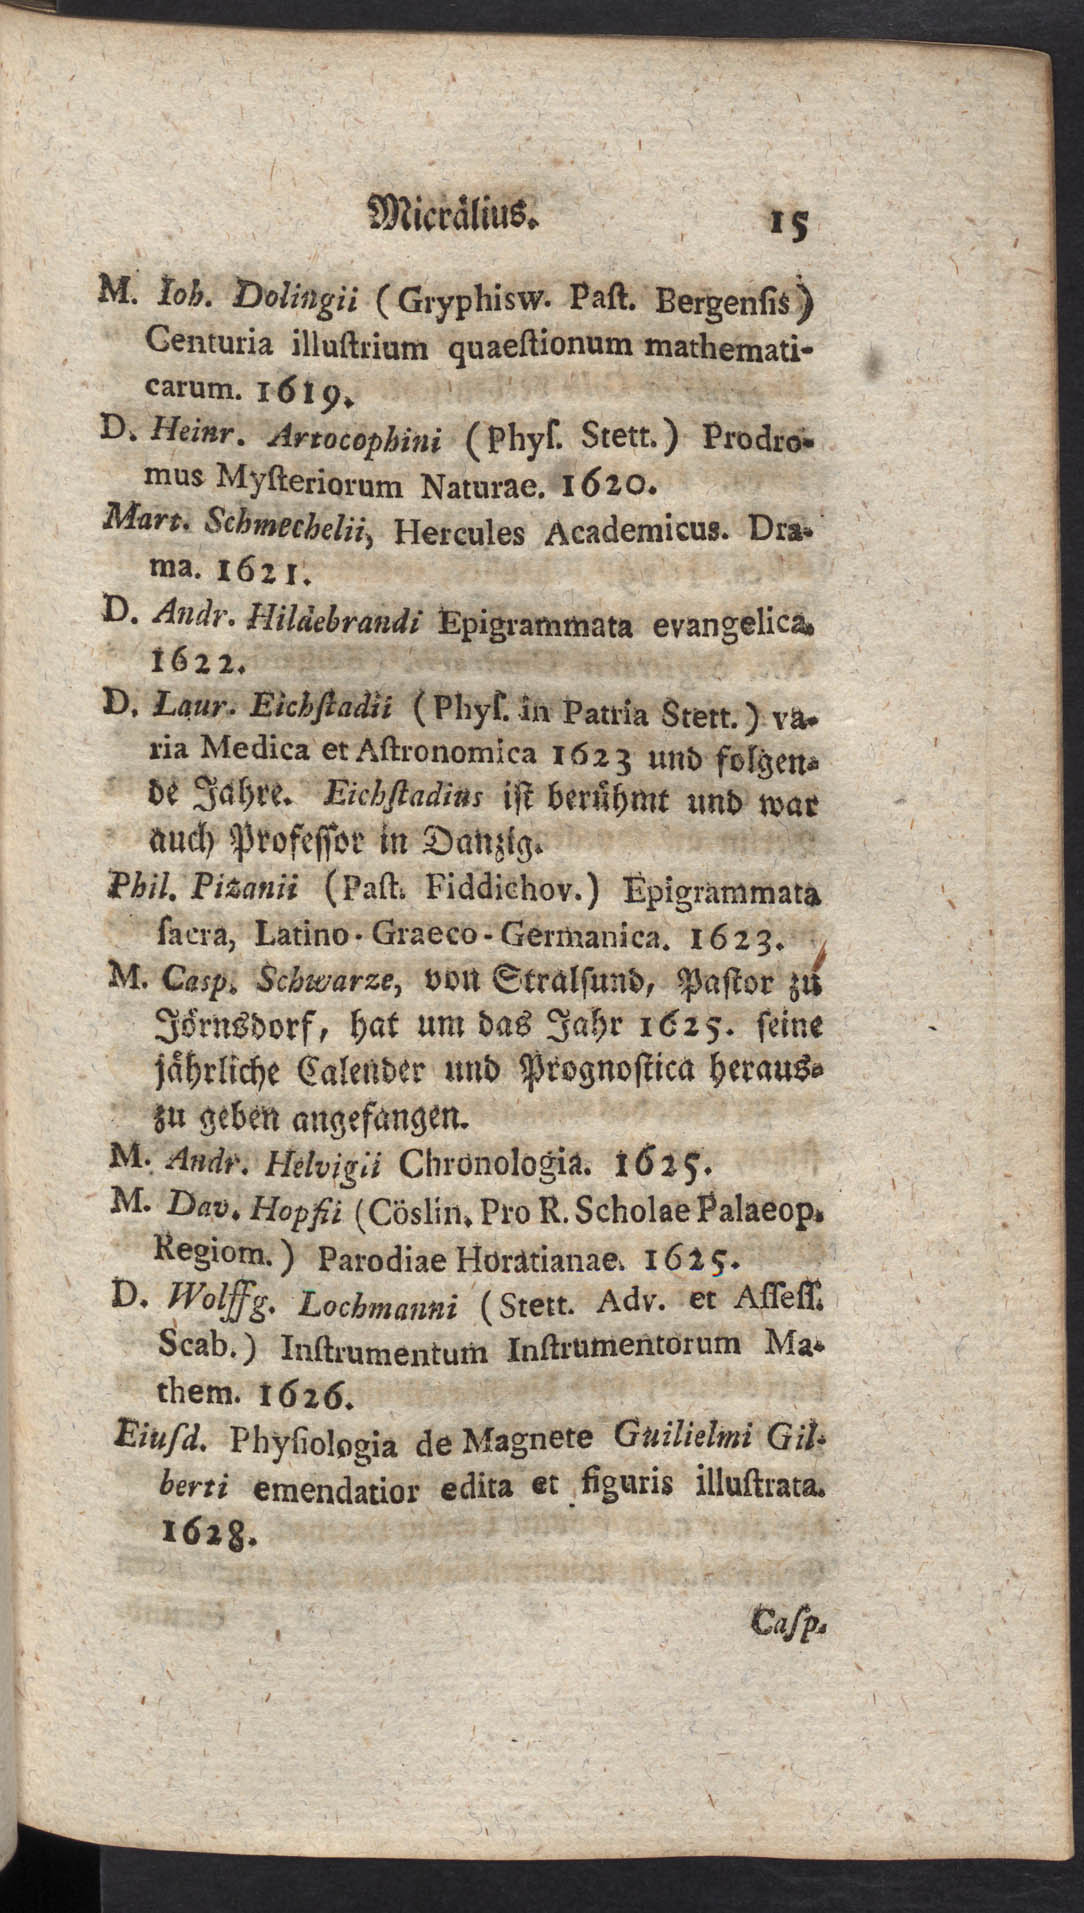 Micrälius. 15
M. Ioh. Dolingii (Gryphisw. Paſt. Bergenſis)
Centuria illuſtrium quaeſtionum mathemati-
carum. 1619.
D. Heinr. Artocophini (Phyſ. Stett.) Prodro-
mus Myſteriorum Naturae. 1620.
Mart. Schmechelii, Hercules Academicus. Dra-
ma. 1621.
D. Andr. Hildebrandi Epigrammata evangelica.
1622.
D. Laur. Eichſtadii (Phyſ. in Patria Stett.) va-
ria Medica et Aſtronomica 1623 und folgen-
de Jahre. Eichſtadius iſt berühmt und war
auch Profeſſor in Danzig.
Phil. Pizanii (Paſt. Fiddichov.) Epigrammata
ſacra, Latino-Graeco-Germanica. 1623.
M. Casp. Schwarze, von Stralſund, Paſtor zu
Jörnsdorf, hat um das Jahr 1625. ſeine
jährliche Calender und Prognoſtica heraus-
zu geben angefangen.
M. Andr. Helvigii Chronologia. 1625.
M. Dav. Hopfii (Cöslin. Pro R. Scholae Palaeop.
Regiom.) Parodiae Horatianae. 1625.
D. Wolffg. Lochmanni (Stett. Adv. et Aſſeſſ.
Scab.) Inſtrumentum Inſtrumentorum Ma-
them. 1626.
Eiuſd. Phyſiologia de Magnete Guilielmi Gil-
berti emendatior edita et figuris illuſtrata.
1628.
Caſp.